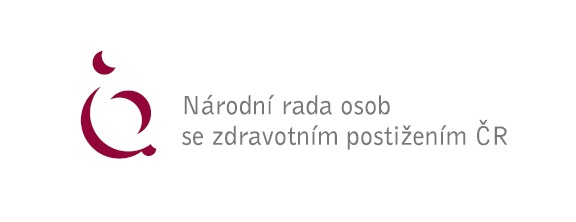 Národní rada osob
se zdravotním postižením ČR